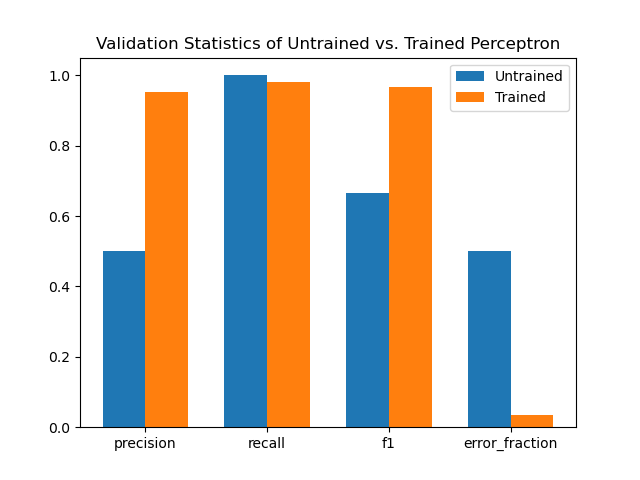 Validation Statistics of Untrained vs. Trained Perceptron
1.0
0.8
0.6
0.4
0.2
0.0
Untrained
Trained
precision recall f1 error_fraction